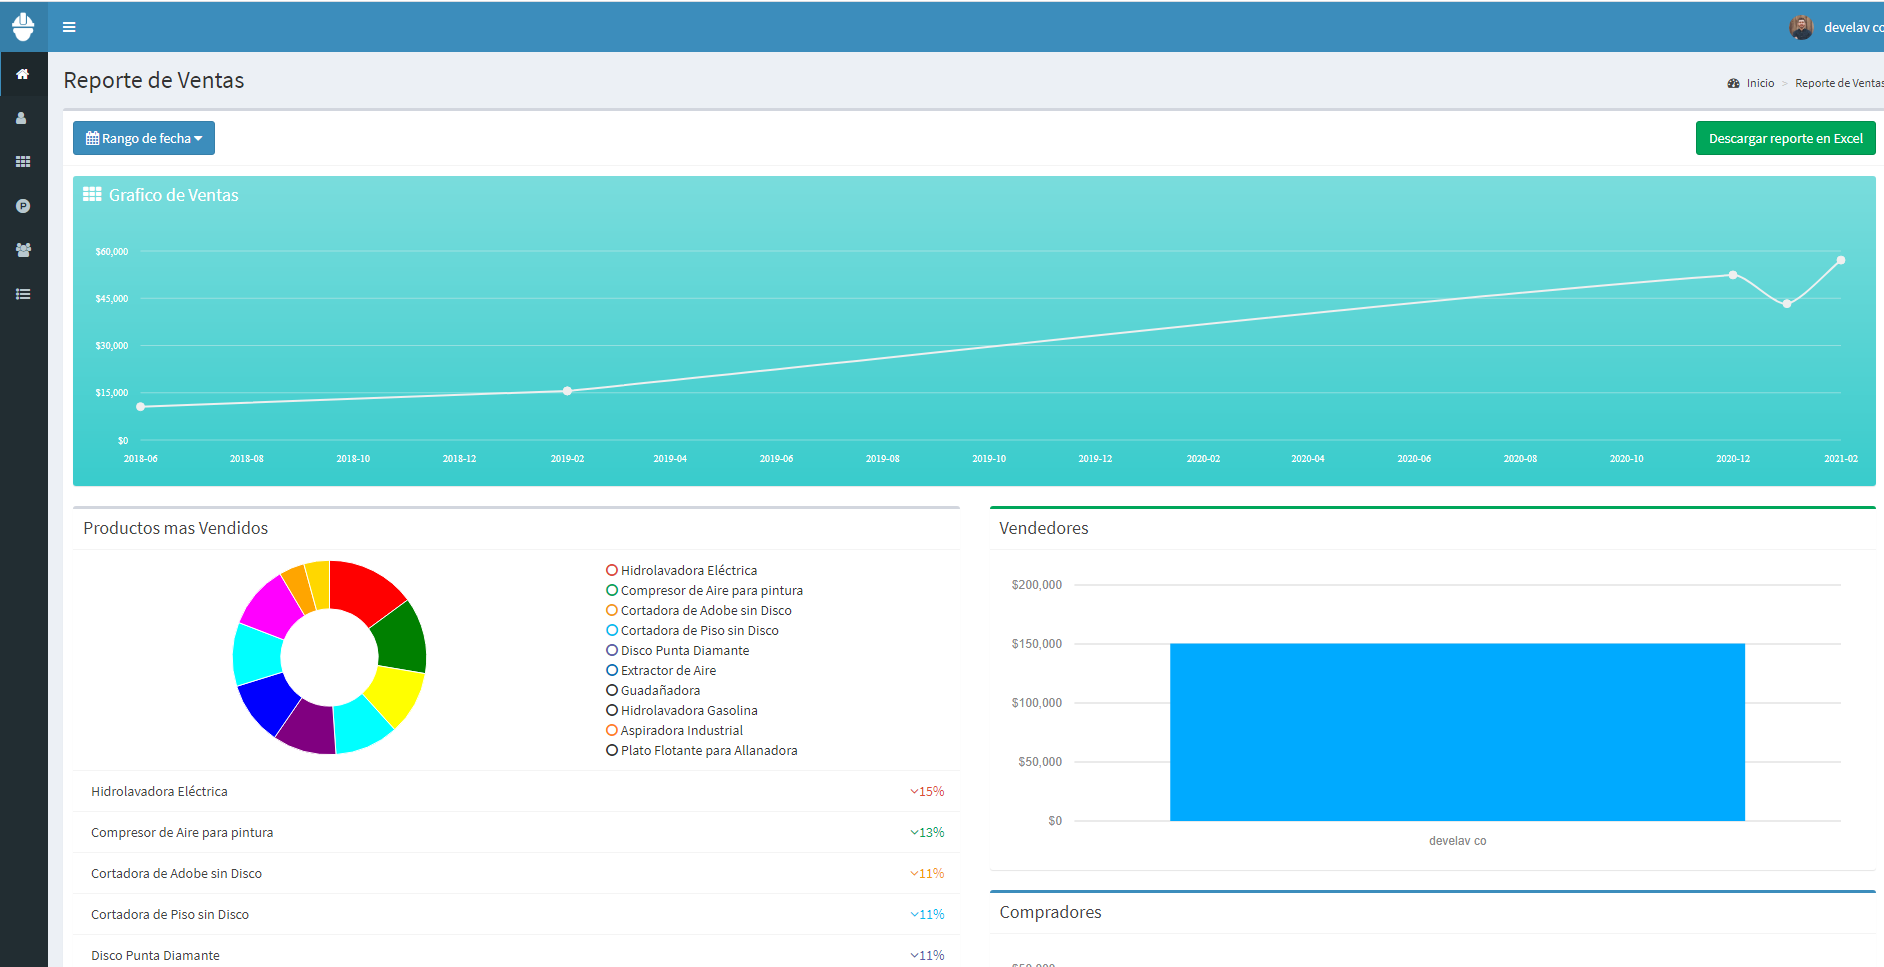 develav co
Reporte de Ventas
Inicio > Reporte de Ventas
Rango de fecha
Descargar reporte en Excel
Grafico de Ventas
$60,000
$45,000
$30,000
$15,000
$0
2018-06 2018-08 2018-10 2018-12 2019-02 2019-04 2019-06 2019-08 2019-10 2019-12 2020-02 2020-04 2020-06 2020-08 2020-10 2020-12 2021-02
Productos mas Vendidos
Hidrolavadora Eléctrica
Compresor de Aire para pintura
Cortadora de Adobe sin Disco
Cortadora de Piso sin Disco
Disco Punta Diamante
Extractor de Aire
Guadañadora
Hidrolavadora Gasolina
Aspiradora Industrial
Plato Flotante para Allanadora
Hidrolavadora Eléctrica 15%
Compresor de Aire para pintura 13%
Cortadora de Adobe sin Disco 11%
Cortadora de Piso sin Disco 11%
Disco Punta Diamante 11%
Vendedores
$200,000
$150,000
$100,000
$50,000
$0
develav co
Compradores
$50,000